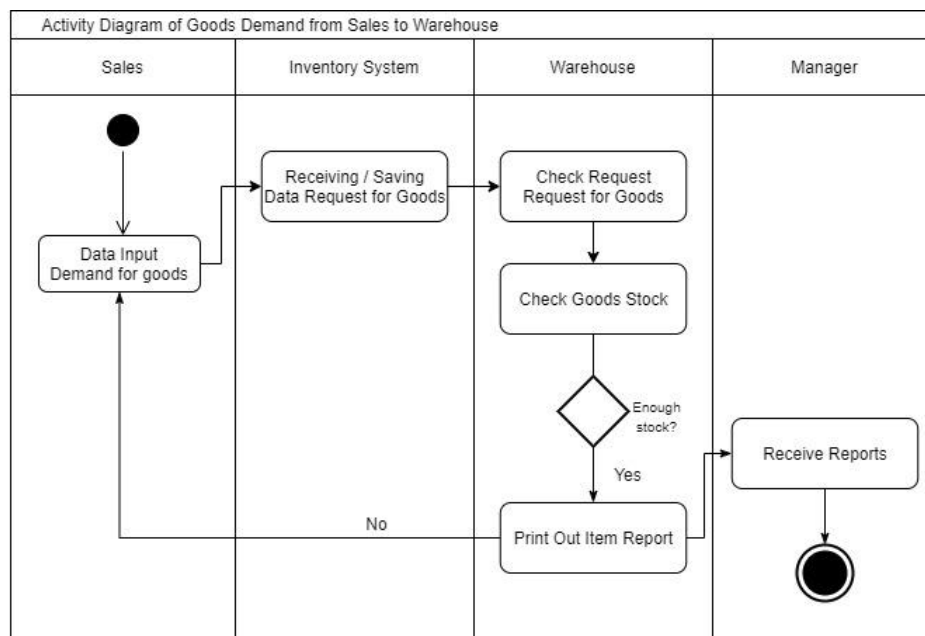 Activity Diagram of Goods Demand from Sales to Warehouse
Sales
Inventory System
Warehouse
Manager
Receiving / Saving
Data Request for Goods
Check Request
Request for Goods
Data Input
Demand for goods
Check Goods Stock
Enough
stock?
Receive Reports
Yes
No
Print Out Item Report